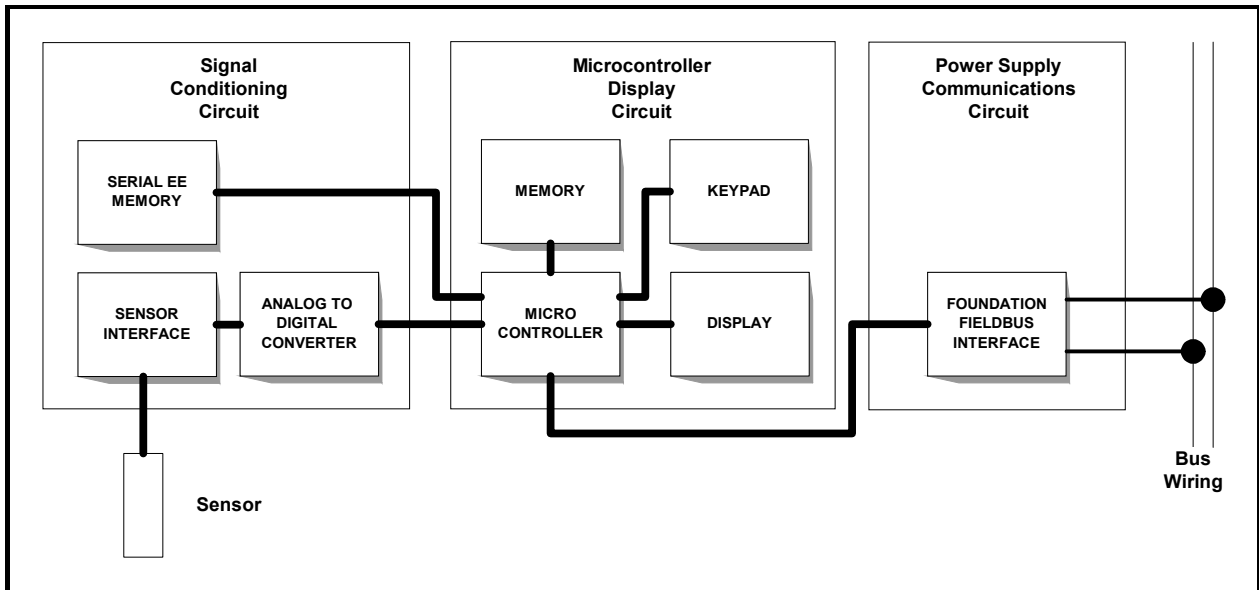 Signal
Conditioning
Circuit
SERIAL EE
MEMORY
SENSOR
INTERFACE
ANALOG TO
DIGITAL
CONVERTER
Sensor
Microcontroller
Display
Circuit
MEMORY
KEYPAD
MICRO
CONTROLLER
DISPLAY
Power Supply
Communications
Circuit
FOUNDATION
FIELDBUS
INTERFACE
Bus
Wiring